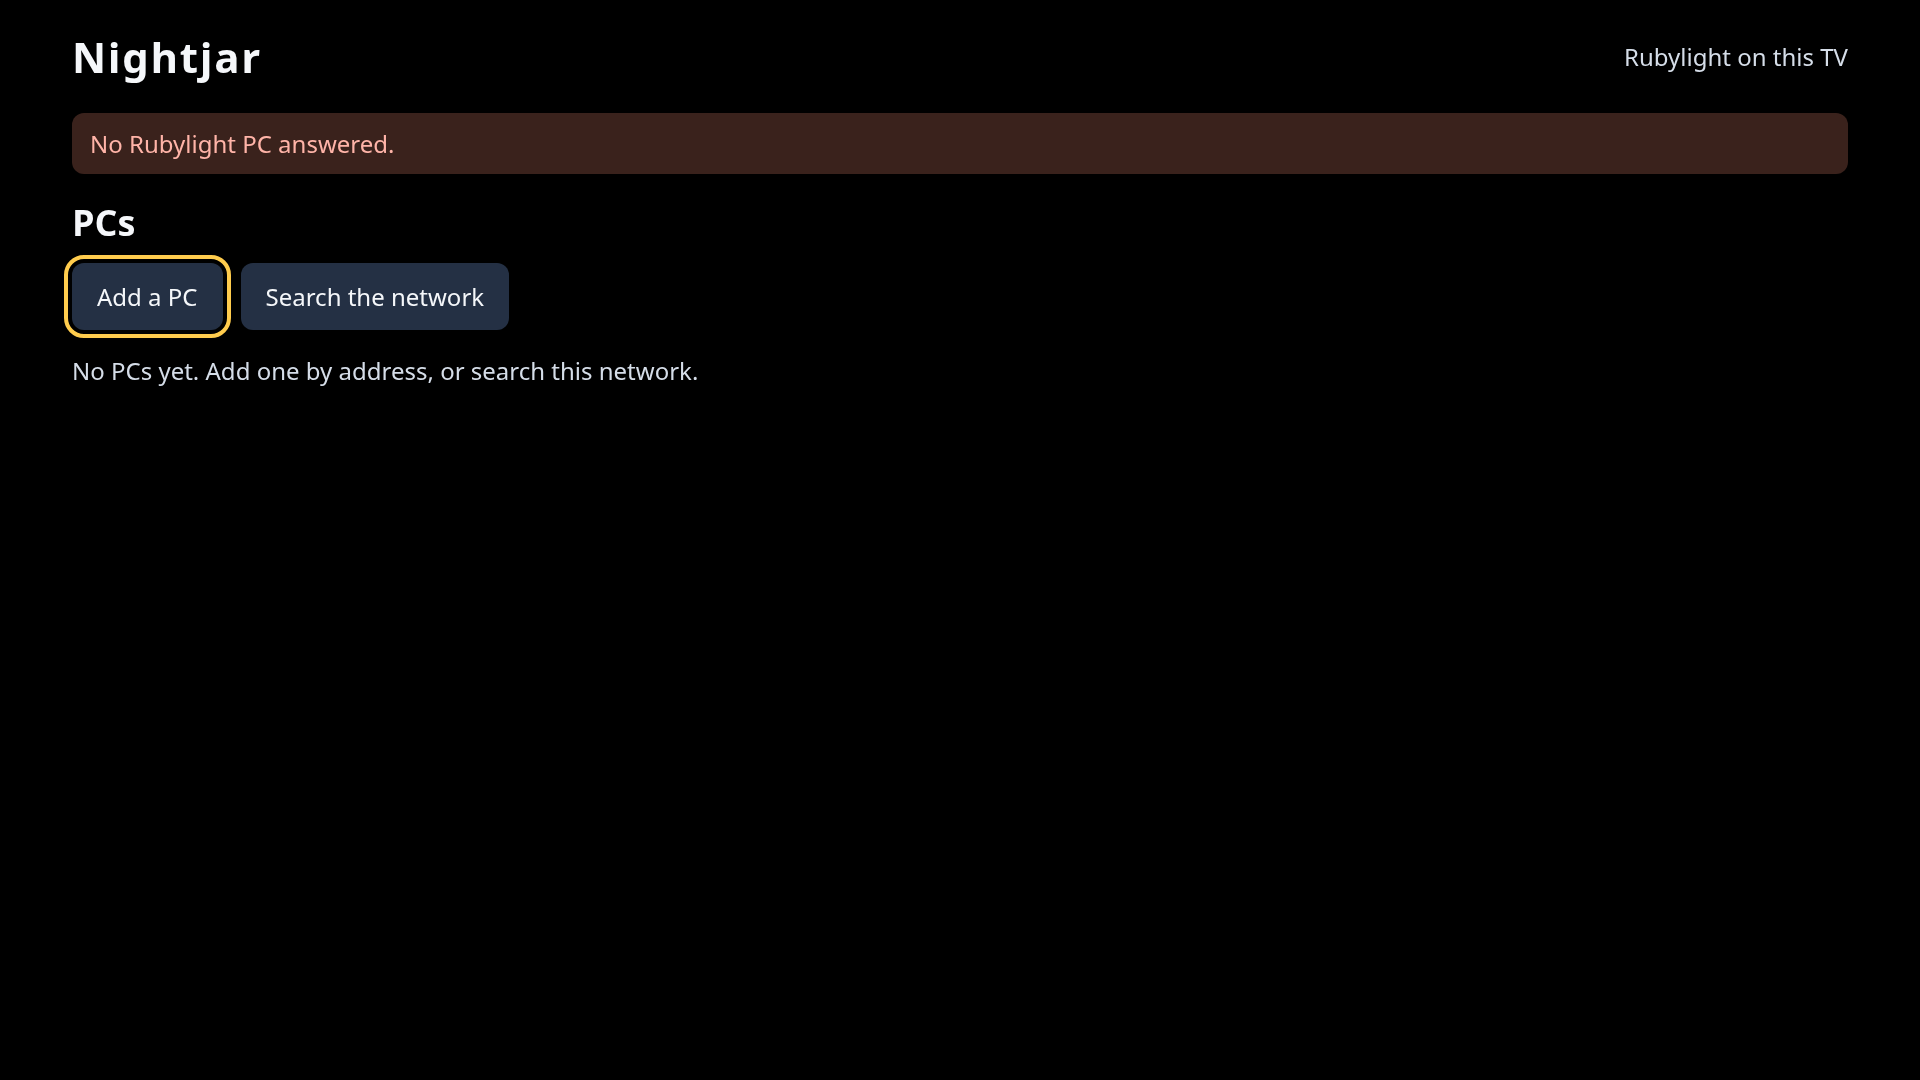 Nightjar
Rubylight on this TV
No Rubylight PC answered.
PCs
Add a PC
Search the network
No PCs yet. Add one by address, or search this network.